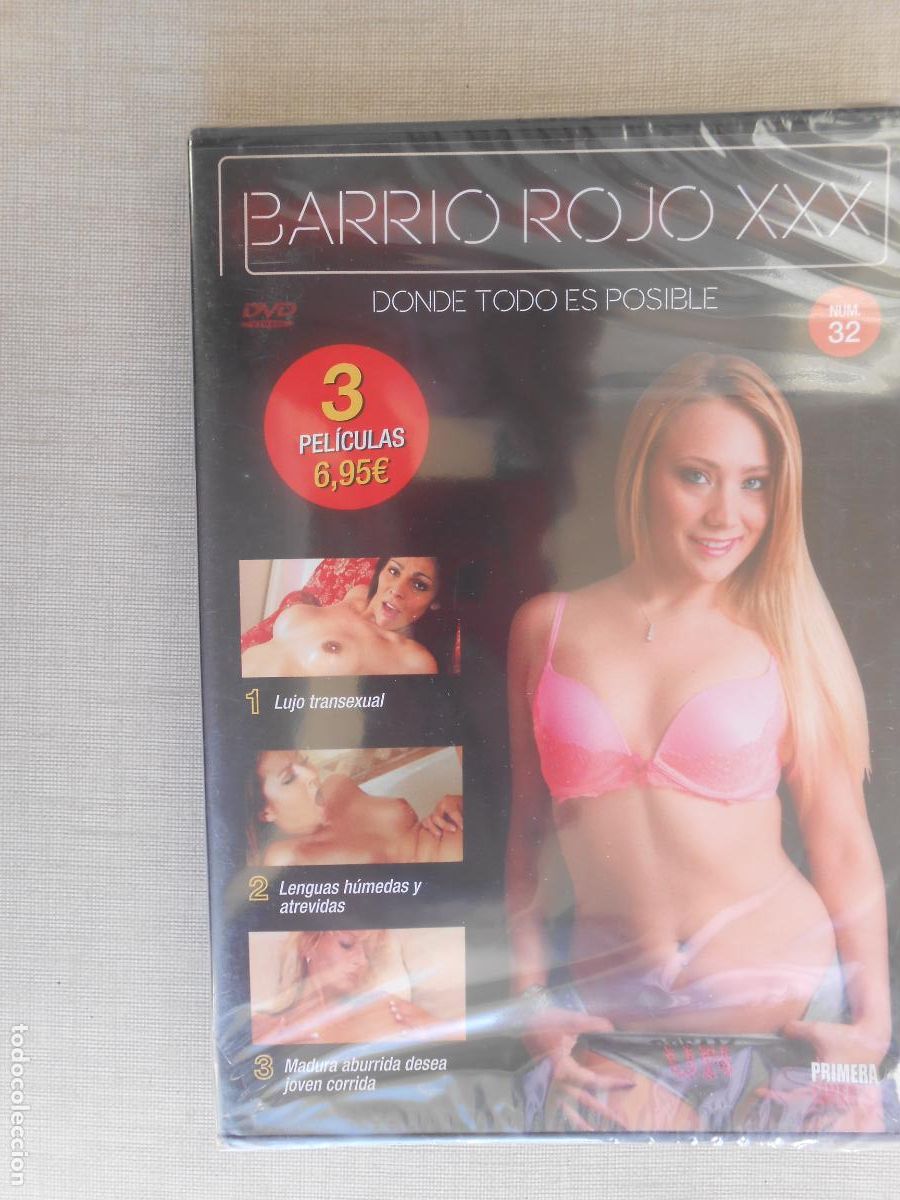 BARRIO ROJO XXX
DONDE TODO ES POSIBLE
DVD
VIDEO
NUM.
32
3
PELÍCULAS
6,95€
1 Lujo transexual
2 Lenguas húmedas y
atrevidas
3 Madura aburrida desea
joven corrida
PRIMERA
todocoleccion